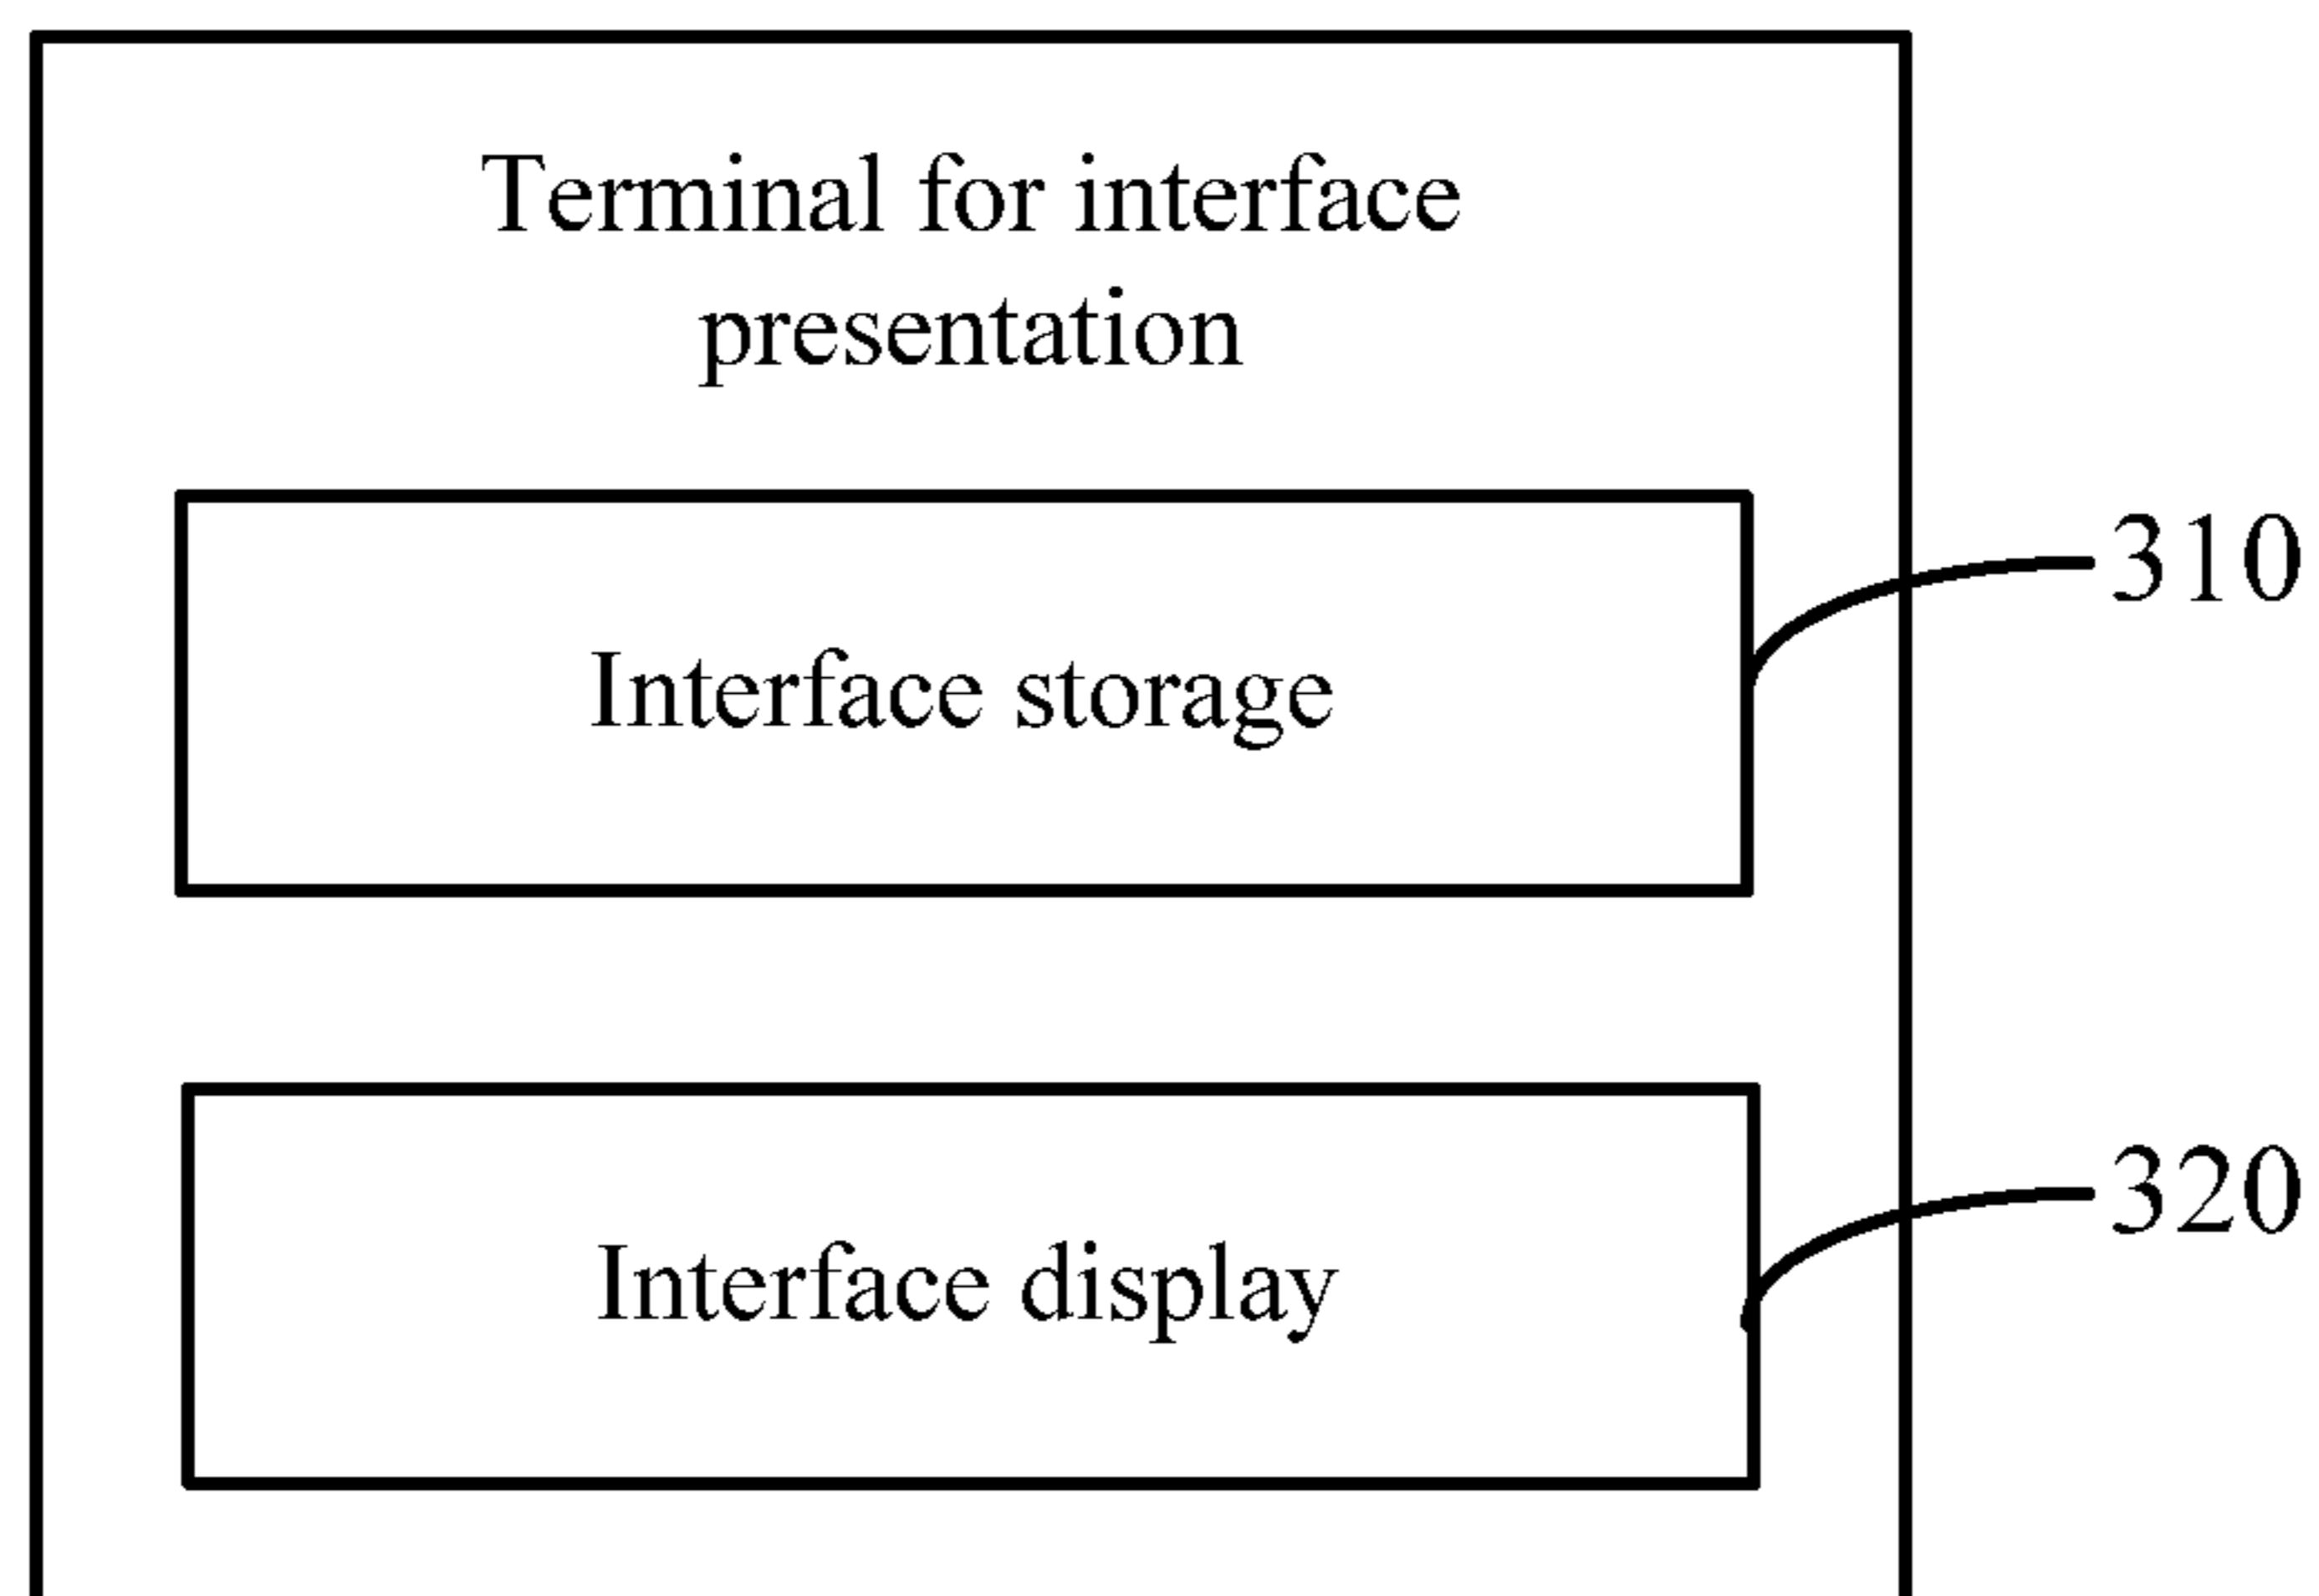 Terminal for interface
presentation
310
Interface storage
320
Interface display